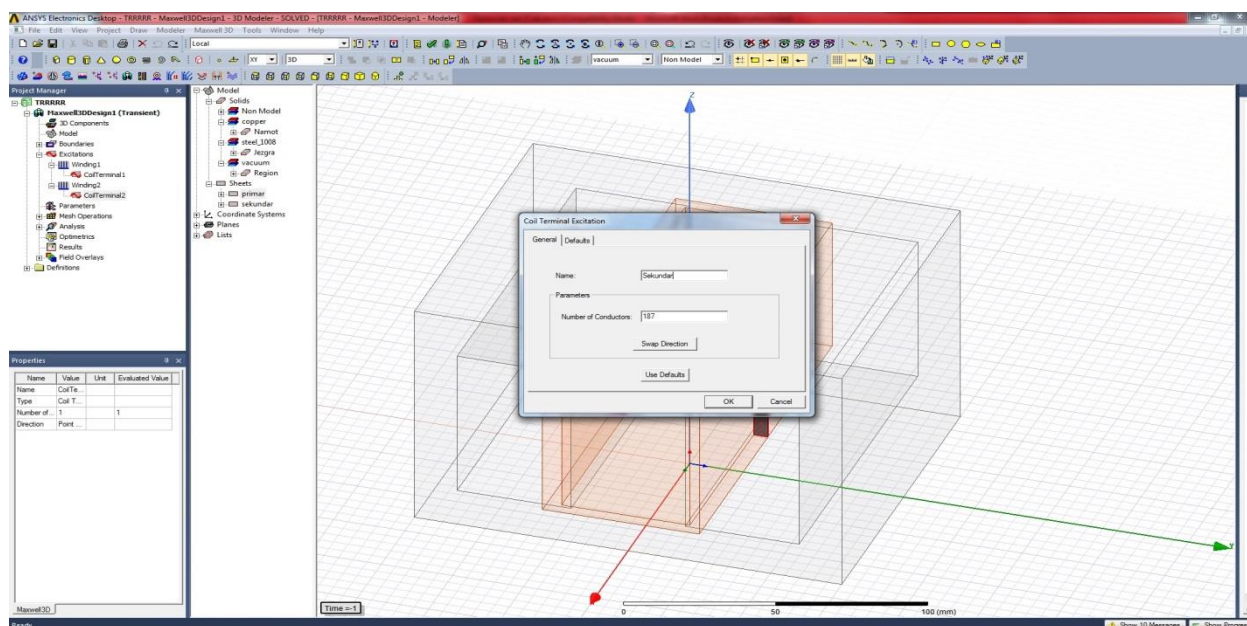 ANSYS Electronics Desktop - TRRRRR - Maxwell3DDesign1 - 3D Modeler - SOLVED - [TRRRRR - Maxwell3DDesign1 - Modeler]
File Edit View Project Draw Modeler Maxwell 3D Tools Window Help
Local
XY 3D vacuum Non Model
Project Manager
TRRRRR
Maxwell3DDesign1 (Transient)
3D Components
Model
Boundaries
Excitations
Winding1
CoilTerminal1
Winding2
CoilTerminal2
Parameters
Mesh Operations
Analysis
Optimetrics
Results
Field Overlays
Definitions
Model
Solids
Non Model
copper
Namot
steel_1008
Jezgra
vacuum
Region
Sheets
primar
sekundar
Coordinate Systems
Planes
Lists
Z
Coil Terminal Excitation
General Defaults
Name: Sekundar
Parameters
Number of Conductors: 187
Swap Direction
Use Defaults
OK Cancel
Properties
Name Value Unit Evaluated Value
Name CoilTe...
Type Coil T...
Number of... 1 1
Direction Point ...
Maxwell3D
Time =-1
0 50 100 (mm)
Y
Ready
Show 10 Messages Show Progress